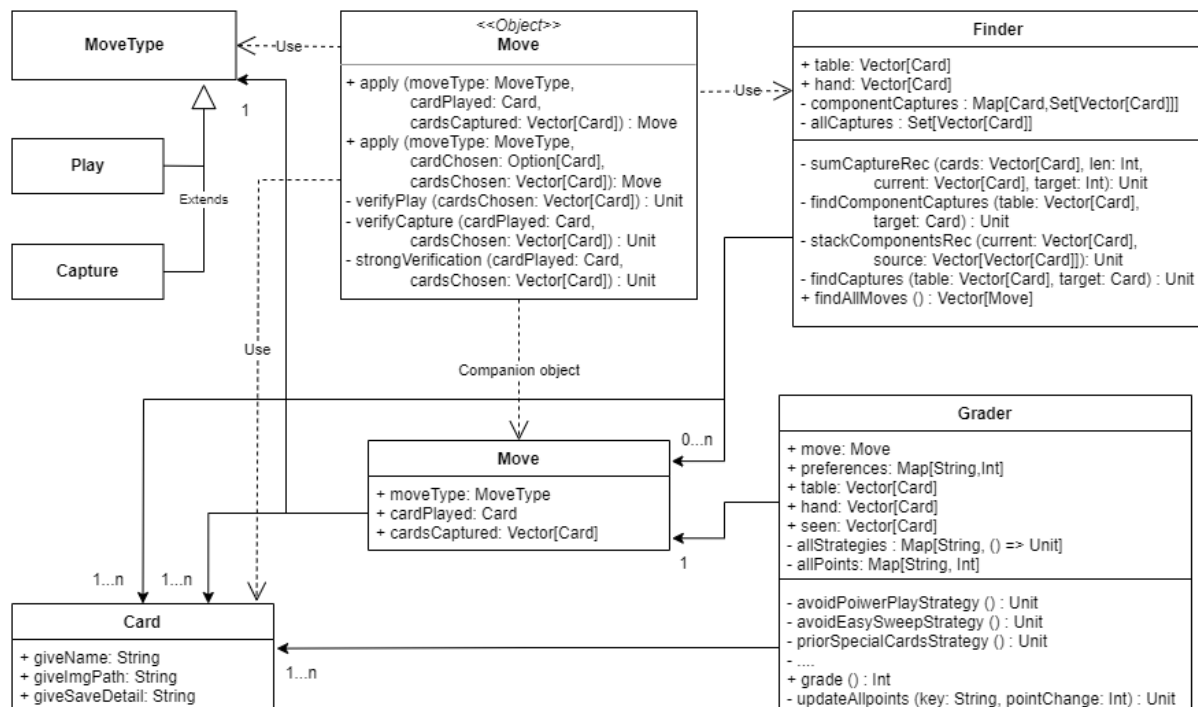 MoveType
1
Play
Extends
Capture
Use
<<Object>>
Move
+ apply (moveType: MoveType,
cardPlayed: Card,
cardsCaptured: Vector[Card]) : Move
+ apply (moveType: MoveType,
cardChosen: Option[Card],
cardsChosen: Vector[Card]): Move
- verifyPlay (cardsChosen: Vector[Card]) : Unit
- verifyCapture (cardPlayed: Card,
cardsChosen: Vector[Card]) : Unit
- strongVerification (cardPlayed: Card,
cardsChosen: Vector[Card]) : Unit
Use
Finder
+ table: Vector[Card]
+ hand: Vector[Card]
- componentCaptures : Map[Card,Set[Vector[Card]]]
- allCaptures : Set[Vector[Card]]
- sumCaptureRec (cards: Vector[Card], len: Int,
current: Vector[Card], target: Int): Unit
- findComponentCaptures (table: Vector[Card],
target: Card) : Unit
- stackComponentsRec (current: Vector[Card],
source: Vector[Vector[Card]]): Unit
- findCaptures (table: Vector[Card], target: Card) : Unit
+ findAllMoves () : Vector[Move]
Use
Companion object
0...n
Move
+ moveType: MoveType
+ cardPlayed: Card
+ cardsCaptured: Vector[Card]
1
Grader
+ move: Move
+ preferences: Map[String,Int]
+ table: Vector[Card]
+ hand: Vector[Card]
+ seen: Vector[Card]
- allStrategies : Map[String, () => Unit]
- allPoints: Map[String, Int]
- avoidPoiwerPlayStrategy () : Unit
- avoidEasySweepStrategy () : Unit
- priorSpecialCardsStrategy () : Unit
- ....
+ grade () : Int
- updateAllpoints (key: String, pointChange: Int) : Unit
1...n
1...n
Card
+ giveName: String
+ giveImgPath: String
+ giveSaveDetail: String
1...n